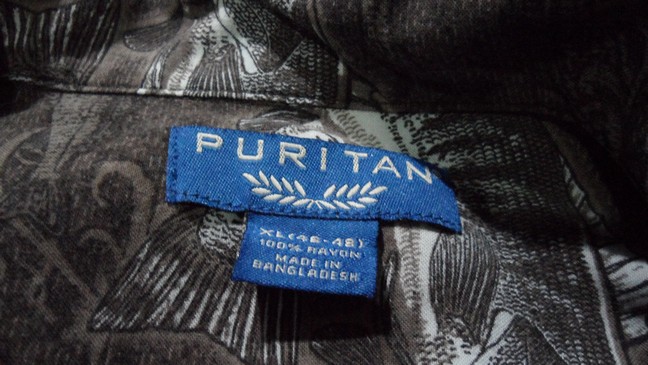 PURITAN
XL(46-48)
100% RAYON
MADE IN
BANGLADESH